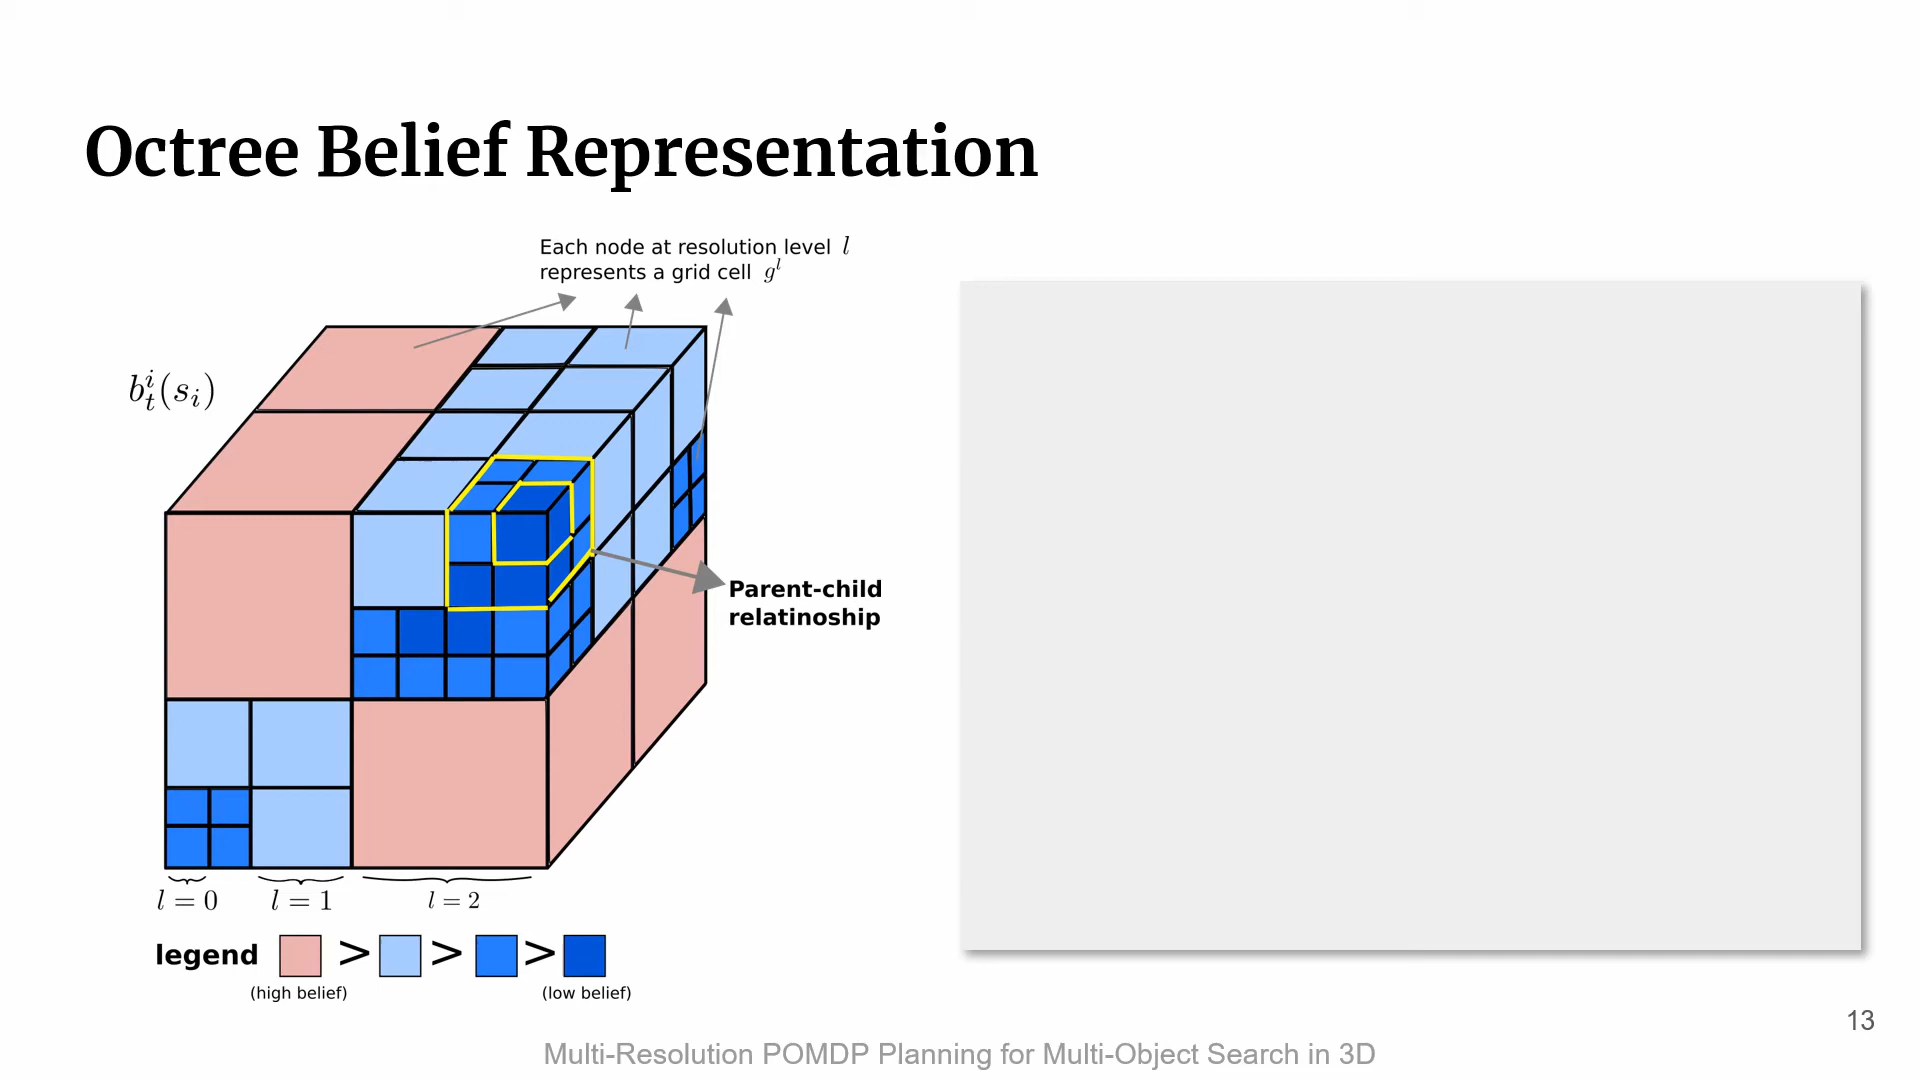 Octree Belief Representation
Each node at resolution level l
represents a grid cell g^l
b_t^i(s_i)
Parent-child
relatinoship
l = 0
l = 1
l = 2
legend > > >
(high belief)
(low belief)
13
Multi-Resolution POMDP Planning for Multi-Object Search in 3D